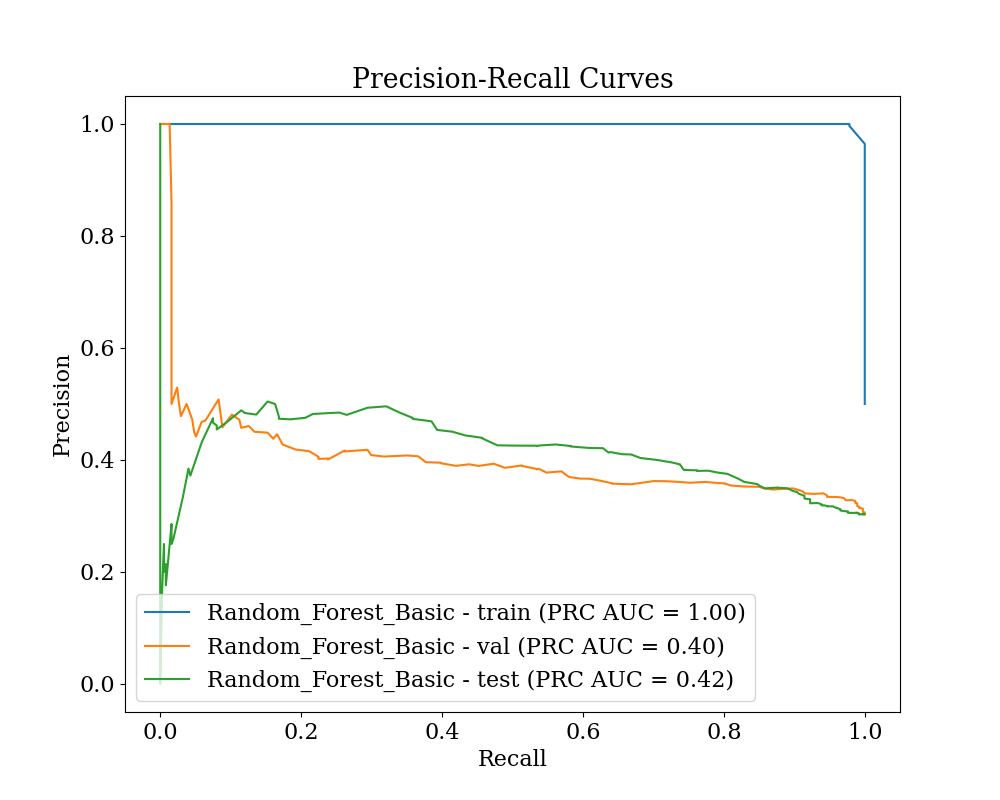 Precision-Recall Curves
1.0
0.8
0.6
0.4
0.2
0.0
Precision
Random_Forest_Basic - train (PRC AUC = 1.00)
Random_Forest_Basic - val (PRC AUC = 0.40)
Random_Forest_Basic - test (PRC AUC = 0.42)
0.0 0.2 0.4 0.6 0.8 1.0
Recall